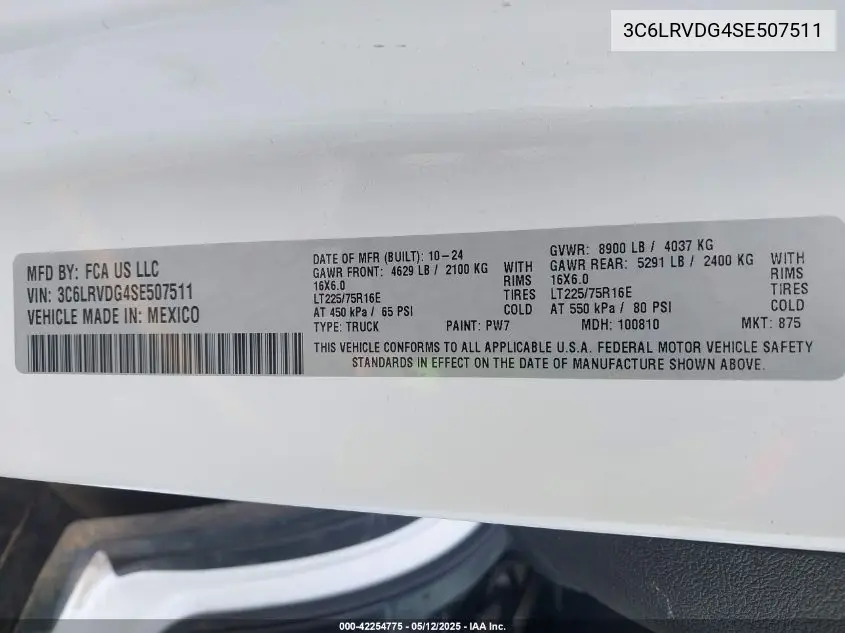 3C6LRVDG4SE507511
MFD BY: FCA US LLC
VIN: 3C6LRVDG4SE507511
VEHICLE MADE IN: MEXICO
DATE OF MFR (BUILT): 10-24
GAWR FRONT: 4629 LB / 2100 KG WITH
16X6.0 RIMS
LT225/75R16E TIRES
AT 450 kPa / 65 PSI COLD
GVWR: 8900 LB / 4037 KG
GAWR REAR: 5291 LB / 2400 KG WITH
16X6.0 RIMS
LT225/75R16E TIRES
AT 550 kPa / 80 PSI COLD
TYPE: TRUCK PAINT: PW7 MDH: 100810 MKT: 875
THIS VEHICLE CONFORMS TO ALL APPLICABLE U.S.A. FEDERAL MOTOR VEHICLE SAFETY
STANDARDS IN EFFECT ON THE DATE OF MANUFACTURE SHOWN ABOVE.
000-42254775 - 05/12/2025 - IAA Inc.